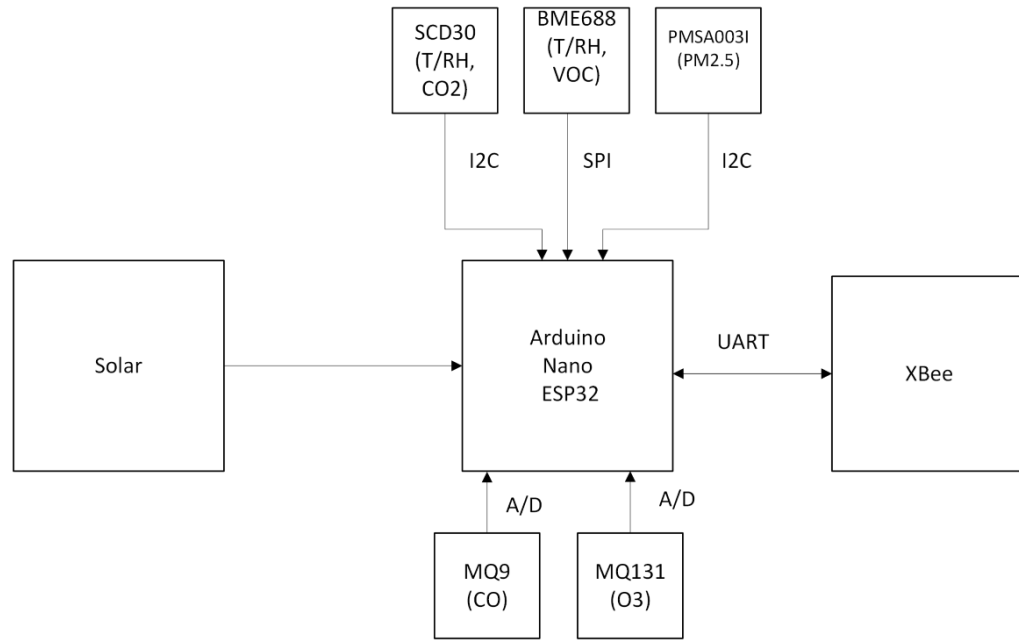 SCD30
(T/RH,
CO2)
BME688
(T/RH,
VOC)
PMSA003I
(PM2.5)
I2C
SPI
I2C
Solar
Arduino
Nano
ESP32
UART
XBee
A/D
A/D
MQ9
(CO)
MQ131
(O3)